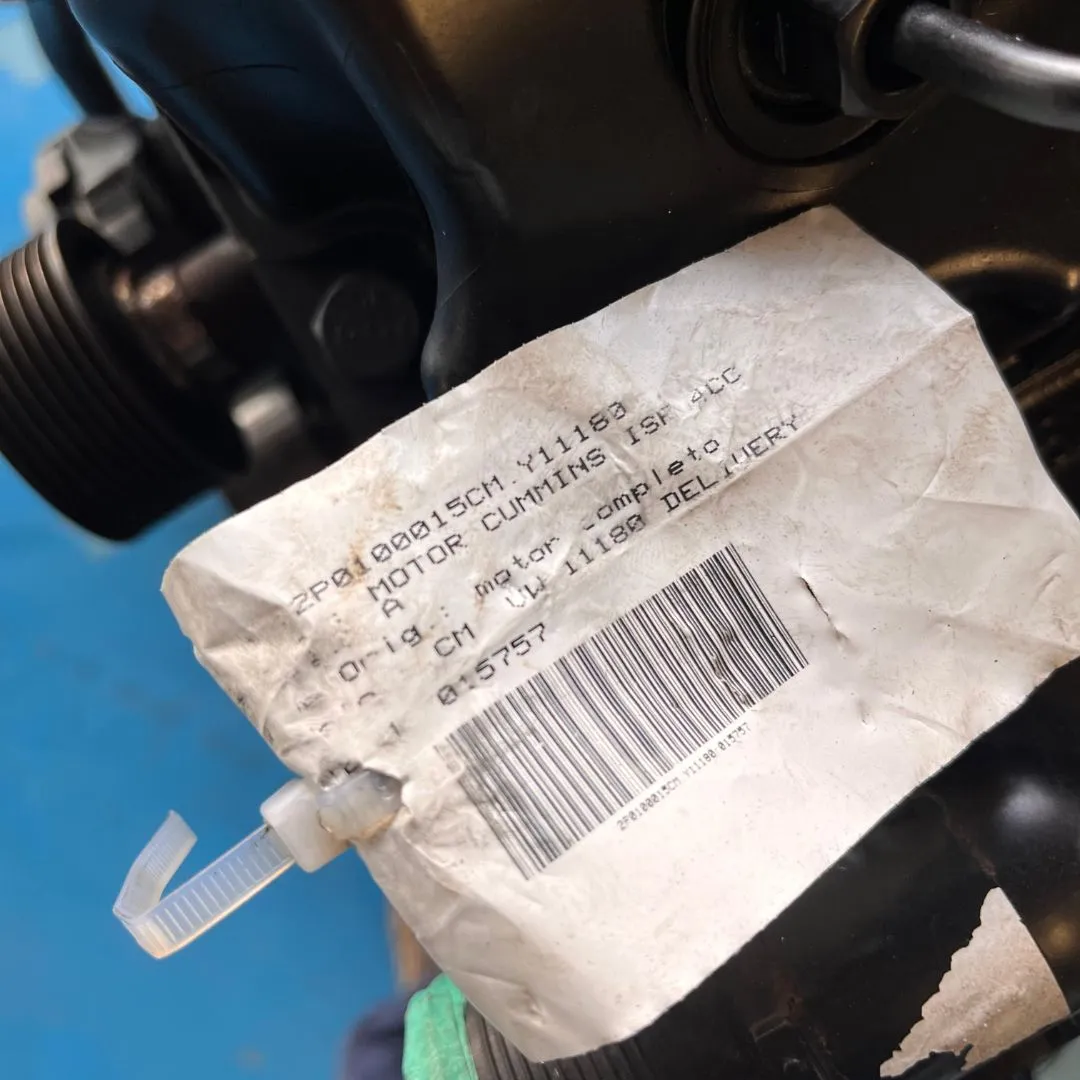 2P0100015CM.Y11180
MOTOR CUMMINS ISF 4CC
A
Orig.: motor completo
CM VW 11180 DELIVERY
015757
2P0100015CM.Y11180-015757